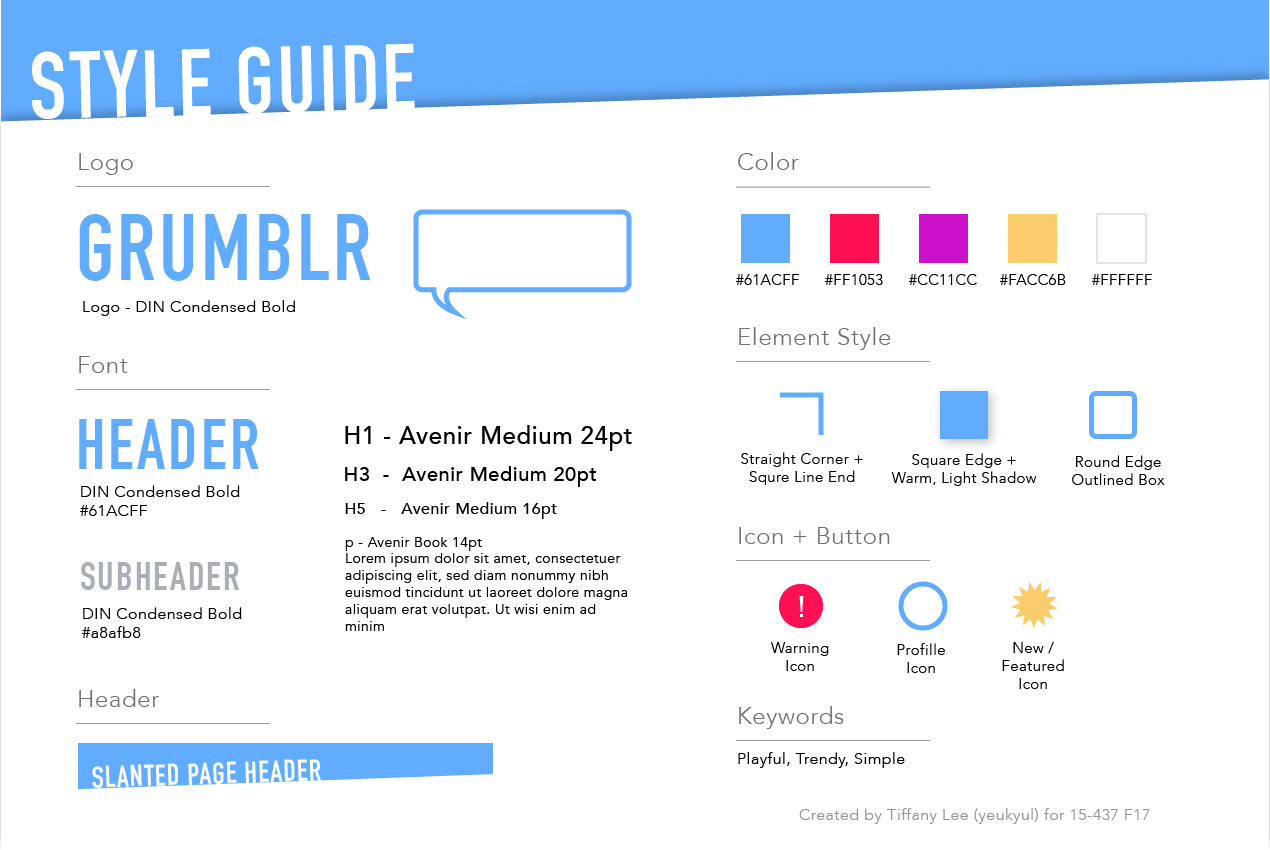 STYLE GUIDE
Logo
GRUMBLR
Logo - DIN Condensed Bold
Font
HEADER
DIN Condensed Bold
#61ACFF
SUBHEADER
DIN Condensed Bold
#a8afb8
H1 - Avenir Medium 24pt
H3 - Avenir Medium 20pt
H5 - Avenir Medium 16pt
p - Avenir Book 14pt
Lorem ipsum dolor sit amet, consectetuer
adipiscing elit, sed diam nonummy nibh
euismod tincidunt ut laoreet dolore magna
aliquam erat volutpat. Ut wisi enim ad
minim
Header
SLANTED PAGE HEADER
Color
#61ACFF #FF1053 #CC11CC #FACC6B #FFFFFF
Element Style
Straight Corner +
Squre Line End
Square Edge +
Warm, Light Shadow
Round Edge
Outlined Box
Icon + Button
!
Warning
Icon
Profille
Icon
New /
Featured
Icon
Keywords
Playful, Trendy, Simple
Created by Tiffany Lee (yeukyul) for 15-437 F17